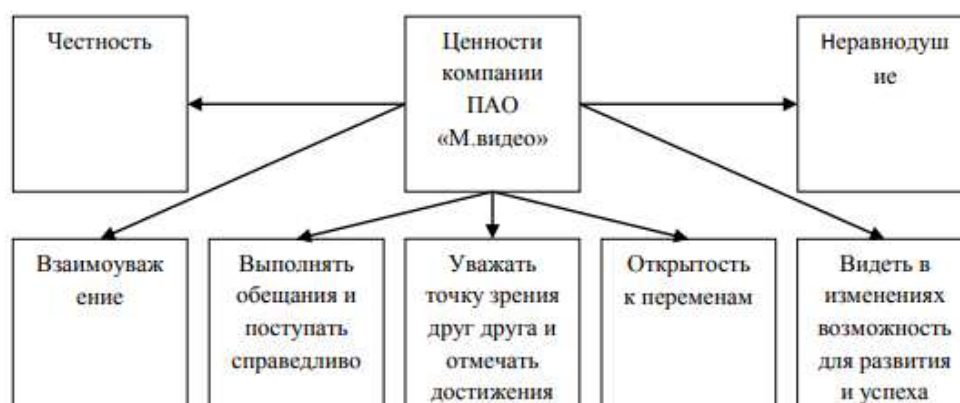 Честность
Ценности
компании
ПАО
«М.видео»
Неравнодуш
ие
Взаимоуваж
ение
Выполнять
обещания и
поступать
справедливо
Уважать
точку зрения
друг друга и
отмечать
достижения
Открытость
к переменам
Видеть в
изменениях
возможность
для развития
и успеха